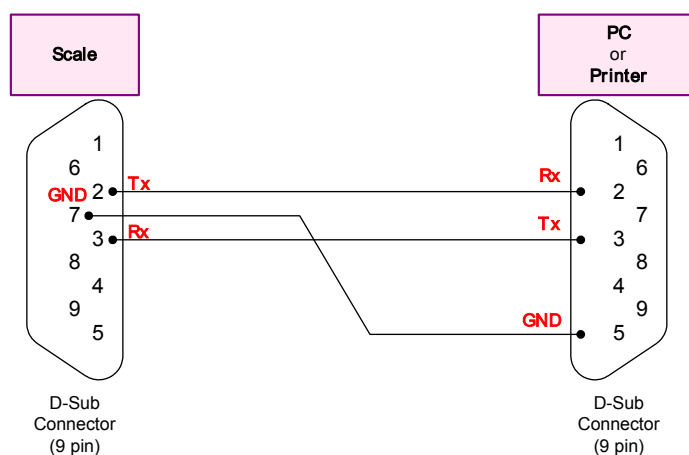 Scale
PC
or
Printer
1
6
2
Tx
GND
7
3
Rx
8
4
9
5
1
6
Rx
2
7
Tx
3
8
4
9
GND
5
D-Sub
Connector
(9 pin)
D-Sub
Connector
(9 pin)